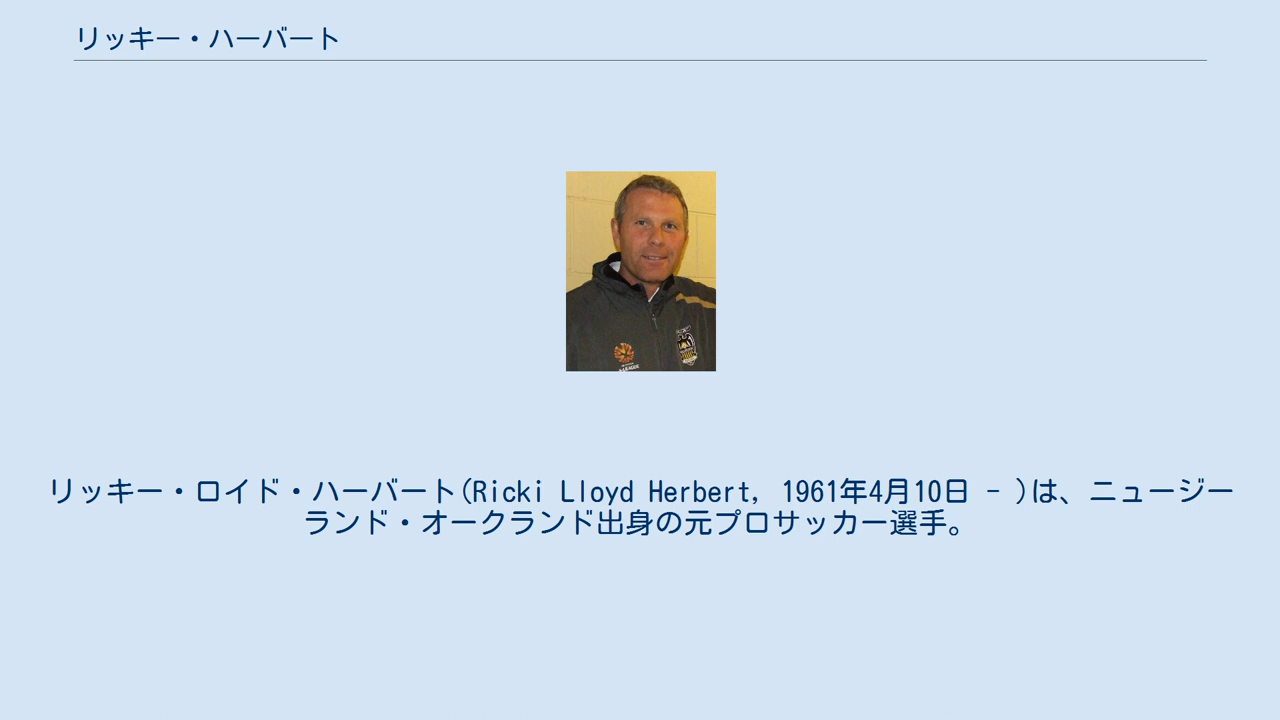 リッキー・ハーバート
リッキー・ロイド・ハーバート(Ricki Lloyd Herbert, 1961年4月10日 - )は、ニュージー
ランド・オークランド出身の元プロサッカー選手。